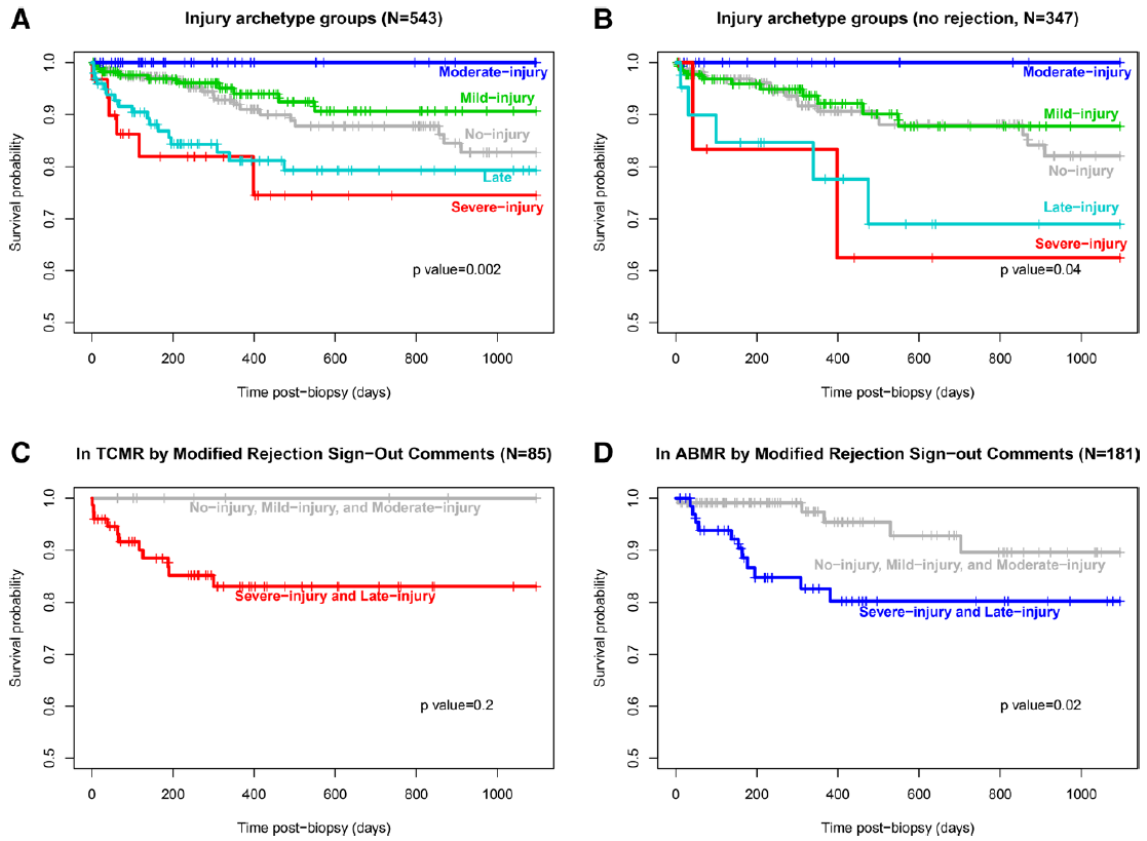 A
Injury archetype groups (N=543)
Survival probability
1.0
0.9
0.8
0.7
0.6
0.5
Moderate−injury
Mild−injury
No−injury
Late
Severe−injury
p value=0.002
0
200
400
600
800
1000
Time post−biopsy (days)
B
Injury archetype groups (no rejection, N=347)
Survival probability
1.0
0.9
0.8
0.7
0.6
0.5
Moderate−injury
Mild−injury
No−injury
Late−injury
Severe−injury
p value=0.04
0
200
400
600
800
1000
Time post−biopsy (days)
C
In TCMR by Modified Rejection Sign−Out Comments (N=85)
Survival probability
1.0
0.9
0.8
0.7
0.6
0.5
No−injury, Mild−injury, and Moderate−injury
Severe−injury and Late−injury
p value=0.2
0
200
400
600
800
1000
Time post−biopsy (days)
D
In ABMR by Modified Rejection Sign−out Comments (N=181)
Survival probability
1.0
0.9
0.8
0.7
0.6
0.5
No−injury, Mild−injury, and Moderate−injury
Severe−injury and Late−injury
p value=0.02
0
200
400
600
800
1000
Time post−biopsy (days)